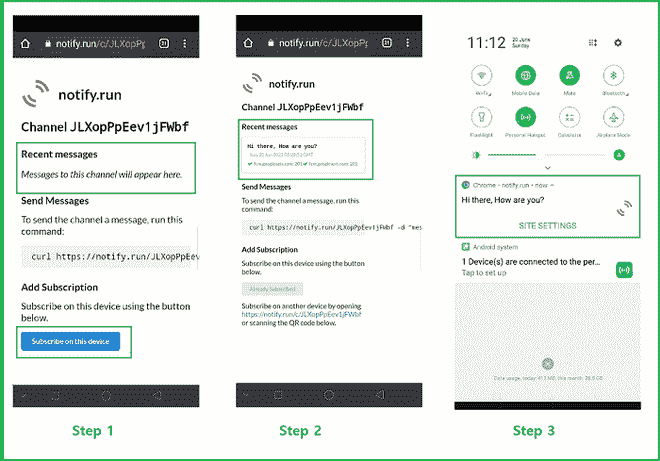 notify.run/c/JLXopPp
notify.run
Channel JLXopPpEev1jFWbf
Recent messages
Messages to this channel will appear here.
Send Messages
To send the channel a message, run this
command:
curl https://notify.run/JLXopPpEev
Add Subscription
Subscribe on this device using the button
below.
Subscribe on this device
Step 1
notify.run/c/JLXopPp
notify.run
Channel JLXopPpEev1jFWbf
Recent messages
Hi there, How are you?
Send Messages
To send the channel a message, run this
command:
curl https://notify.run/JLXopPpEev1jFWbf -d "mes
Add Subscription
Subscribe on this device using the button
below.
Already Subscribed
Subscribe on another device by opening
https://notify.run/c/JLXopPpEev1jFWbf
or scanning the QR code below.
Step 2
11:12
20 June
Sunday
Wi-Fi
Mobile Data
Mute
Bluetooth
Flashlight
Personal Hotspot
Calculator
Airplane Mode
Chrome • notify.run • now
Hi there, How are you?
SITE SETTINGS
Android system
1 Device(s) are connected to the per...
Tap to set up
Step 3